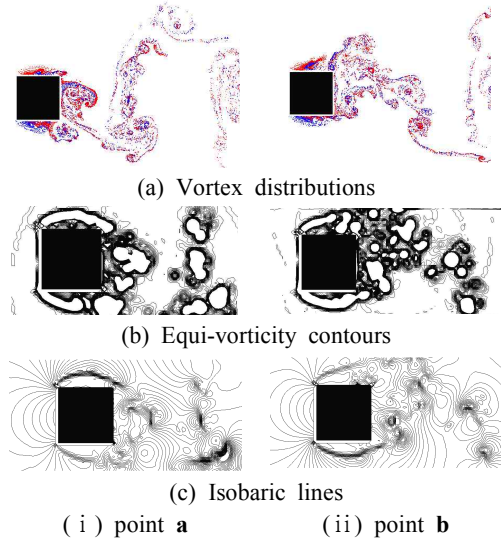 (a) Vortex distributions
(b) Equi-vorticity contours
(c) Isobaric lines
(ⅰ) point a (ⅱ) point b